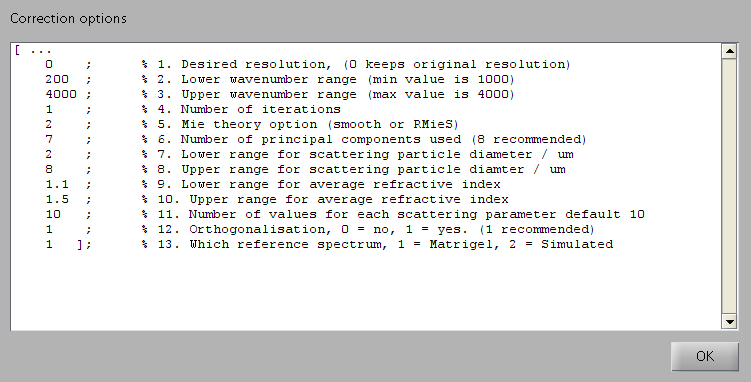 Correction options
[ ...
0 ; % 1. Desired resolution, (0 keeps original resolution)
200 ; % 2. Lower wavenumber range (min value is 1000)
4000 ; % 3. Upper wavenumber range (max value is 4000)
1 ; % 4. Number of iterations
2 ; % 5. Mie theory option (smooth or RMieS)
7 ; % 6. Number of principal components used (8 recommended)
2 ; % 7. Lower range for scattering particle diameter / um
8 ; % 8. Upper range for scattering particle diamter / um
1.1 ; % 9. Lower range for average refractive index
1.5 ; % 10. Upper range for average refractive index
10 ; % 11. Number of values for each scattering parameter default 10
1 ; % 12. Orthogonalisation, 0 = no, 1 = yes. (1 recommended)
1 ]; % 13. Which reference spectrum, 1 = Matrigel, 2 = Simulated
OK